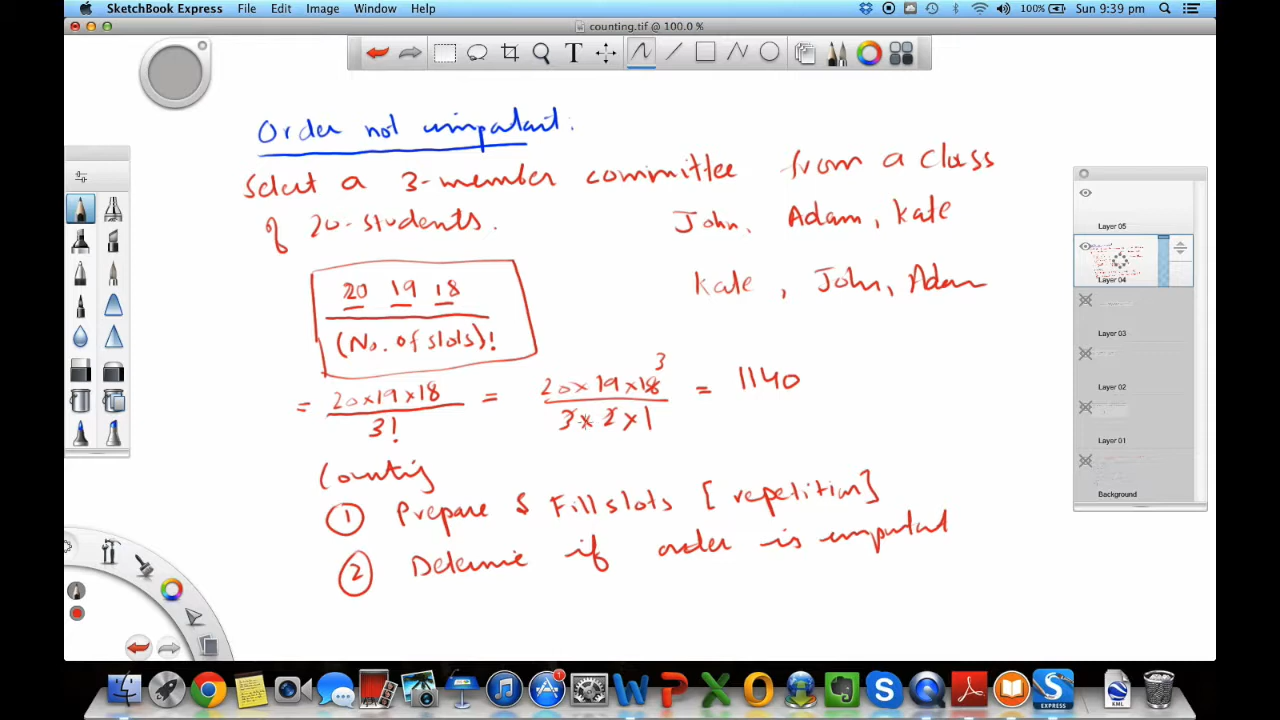 SketchBook Express File Edit Image Window Help 100% Sun 9:39 pm
counting.tif @ 100.0 %
Order not important:
Select a 3-member committee from a class
of 20-students.
John, Adam, Kate
Kate, John, Adam
20 19 18
(No. of slots)!
= 20×19×18 / 3! = 20×19×18 3 / 3×2×1 = 1140
Counting
① Prepare & Fill slots [repetition]
② Determine if order is important
Layer 05
Layer 04
Layer 03
Layer 02
Layer 01
Background
EXPRESS
KML